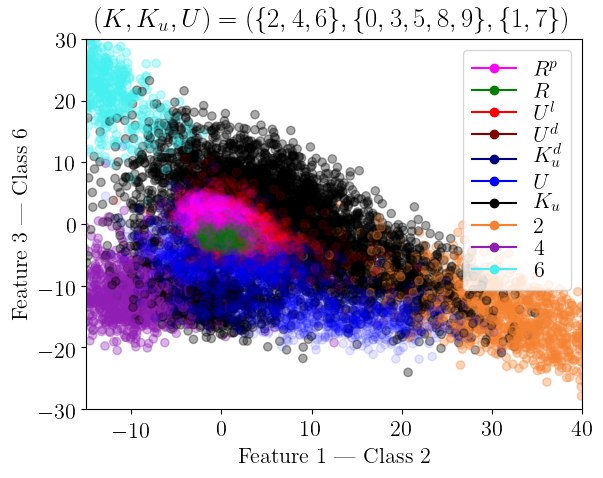 (K, K_u, U) = ({2, 4, 6}, {0, 3, 5, 8, 9}, {1, 7})
30
20
10
0
−10
−20
−30
Feature 3 — Class 6
R^p
R
U^l
U^d
K_u^d
U
K_u
2
4
6
−10
0
10
20
30
40
Feature 1 — Class 2